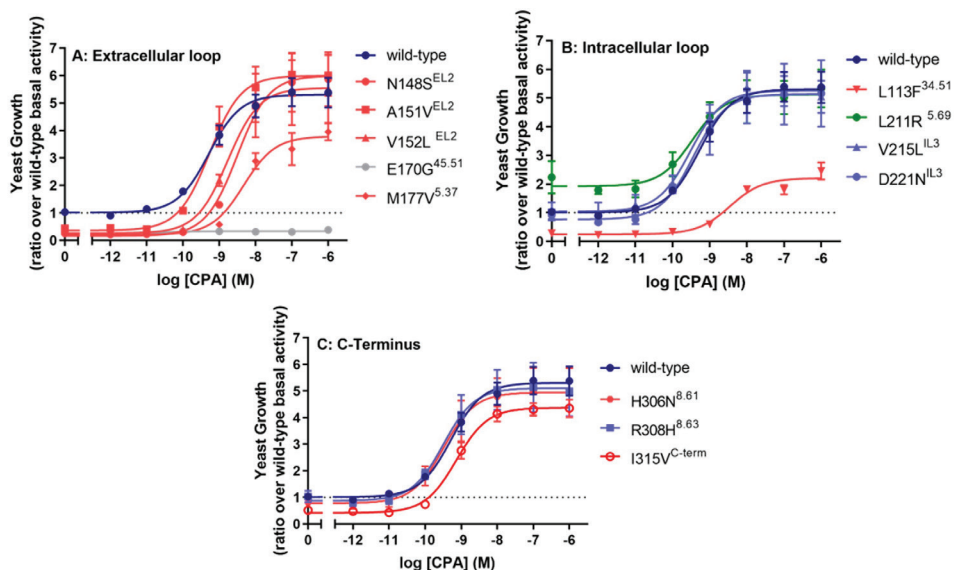 A: Extracellular loop
Yeast Growth
(ratio over wild-type basal activity)
7
6
5
4
3
2
1
0
0 -12 -11 -10 -9 -8 -7 -6
log [CPA] (M)
wild-type
N148S^EL2
A151V^EL2
V152L^EL2
E170G^45.51
M177V^5.37
B: Intracellular loop
Yeast Growth
(ratio over wild-type basal activity)
7
6
5
4
3
2
1
0
0 -12 -11 -10 -9 -8 -7 -6
log [CPA] (M)
wild-type
L113F^34.51
L211R^5.69
V215L^IL3
D221N^IL3
C: C-Terminus
Yeast Growth
(ratio over wild-type basal activity)
7
6
5
4
3
2
1
0
0 -12 -11 -10 -9 -8 -7 -6
log [CPA] (M)
wild-type
H306N^8.61
R308H^8.63
I315V^C-term